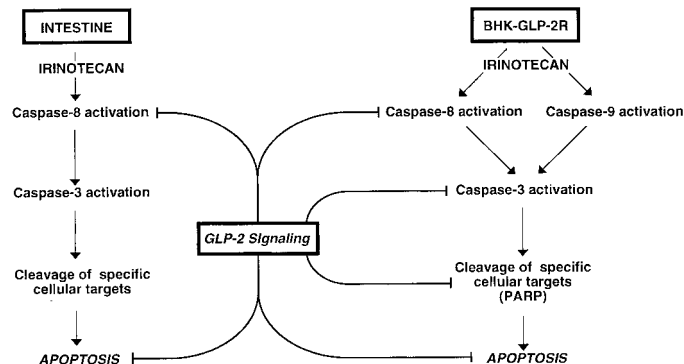 INTESTINE
IRINOTECAN
Caspase-8 activation
Caspase-3 activation
Cleavage of specific
cellular targets
APOPTOSIS
GLP-2 Signaling
BHK-GLP-2R
IRINOTECAN
Caspase-8 activation
Caspase-9 activation
Caspase-3 activation
Cleavage of specific
cellular targets
(PARP)
APOPTOSIS